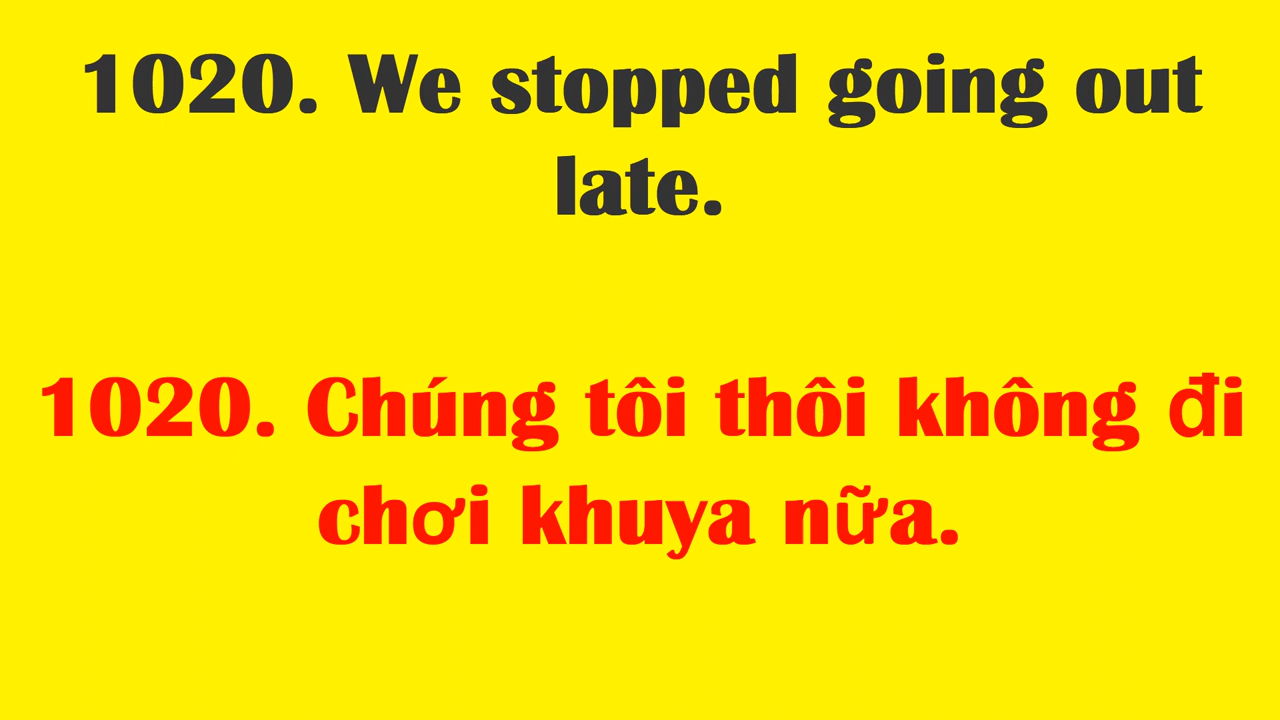 1020. We stopped going out
late.
1020. Chúng tôi thôi không đi
chơi khuya nữa.